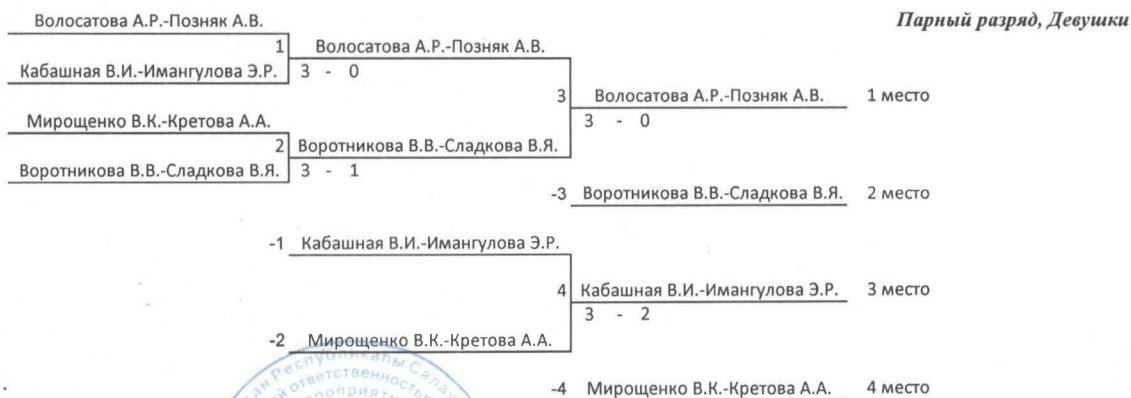 Парный разряд, Девушки
Волосатова А.Р.-Позняк А.В.
1 Волосатова А.Р.-Позняк А.В.
Кабашная В.И.-Имангулова Э.Р. 3 - 0
3 Волосатова А.Р.-Позняк А.В. 1 место
3 - 0
Мирощенко В.К.-Кретова А.А.
2 Воротникова В.В.-Сладкова В.Я.
Воротникова В.В.-Сладкова В.Я. 3 - 1
-3 Воротникова В.В.-Сладкова В.Я. 2 место
-1 Кабашная В.И.-Имангулова Э.Р.
4 Кабашная В.И.-Имангулова Э.Р. 3 место
3 - 2
-2 Мирощенко В.К.-Кретова А.А.
-4 Мирощенко В.К.-Кретова А.А. 4 место